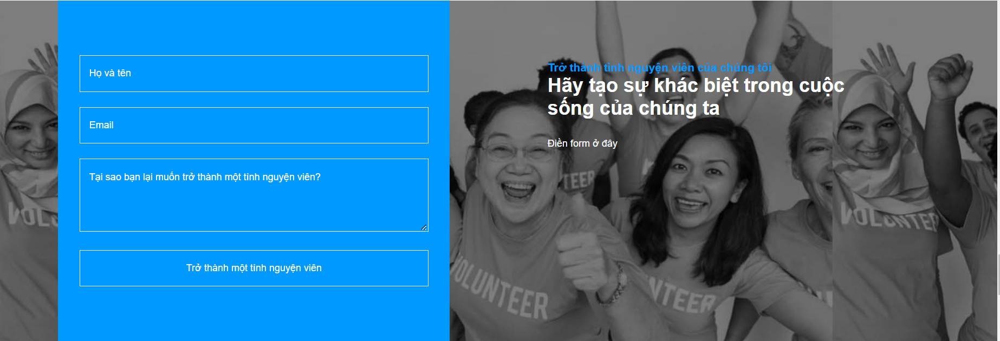 Họ và tên
Email
Tại sao bạn lại muốn trở thành một tình nguyện viên?
Trở thành một tình nguyện viên
Trở thành tình nguyện viên của chúng tôi
Hãy tạo sự khác biệt trong cuộc
sống của chúng ta
Điền form ở đây
VOLUNTEER
VOLUNTEER